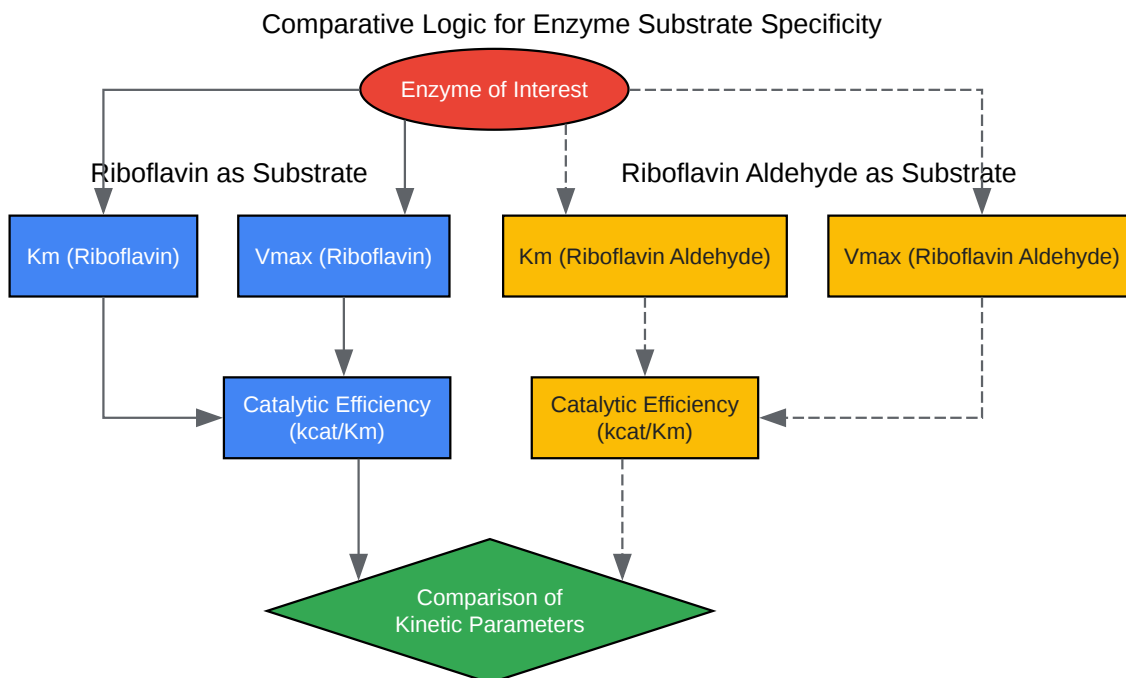 Comparative Logic for Enzyme Substrate Specificity
Enzyme of Interest
Riboflavin as Substrate
Riboflavin Aldehyde as Substrate
Km (Riboflavin)
Vmax (Riboflavin)
Km (Riboflavin Aldehyde)
Vmax (Riboflavin Aldehyde)
Catalytic Efficiency
(kcat/Km)
Catalytic Efficiency
(kcat/Km)
Comparison of
Kinetic Parameters